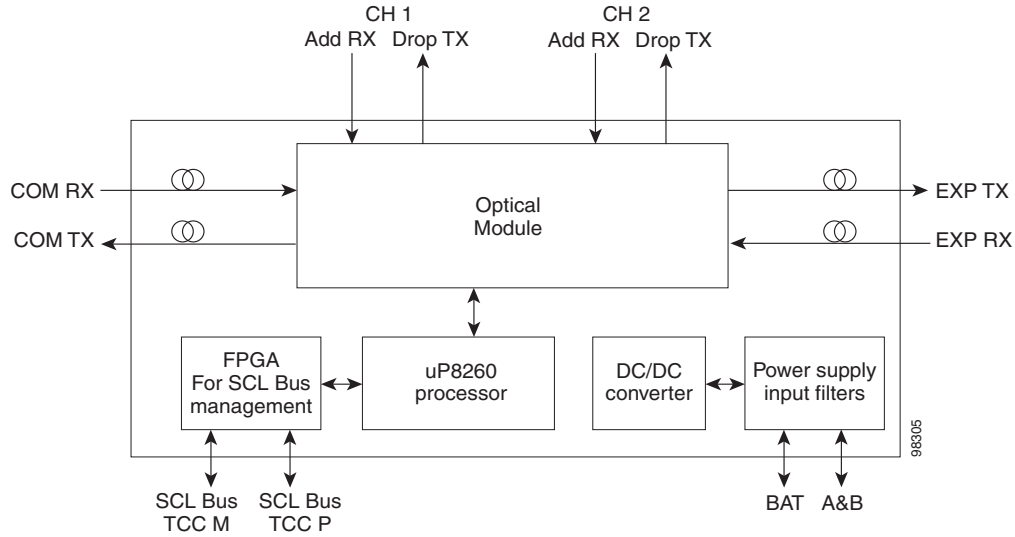 CH 1
Add RX Drop TX
CH 2
Add RX Drop TX
COM RX
COM TX
Optical
Module
EXP TX
EXP RX
FPGA
For SCL Bus
management
uP8260
processor
DC/DC
converter
Power supply
input filters
98305
SCL Bus
TCC M
SCL Bus
TCC P
BAT
A&B